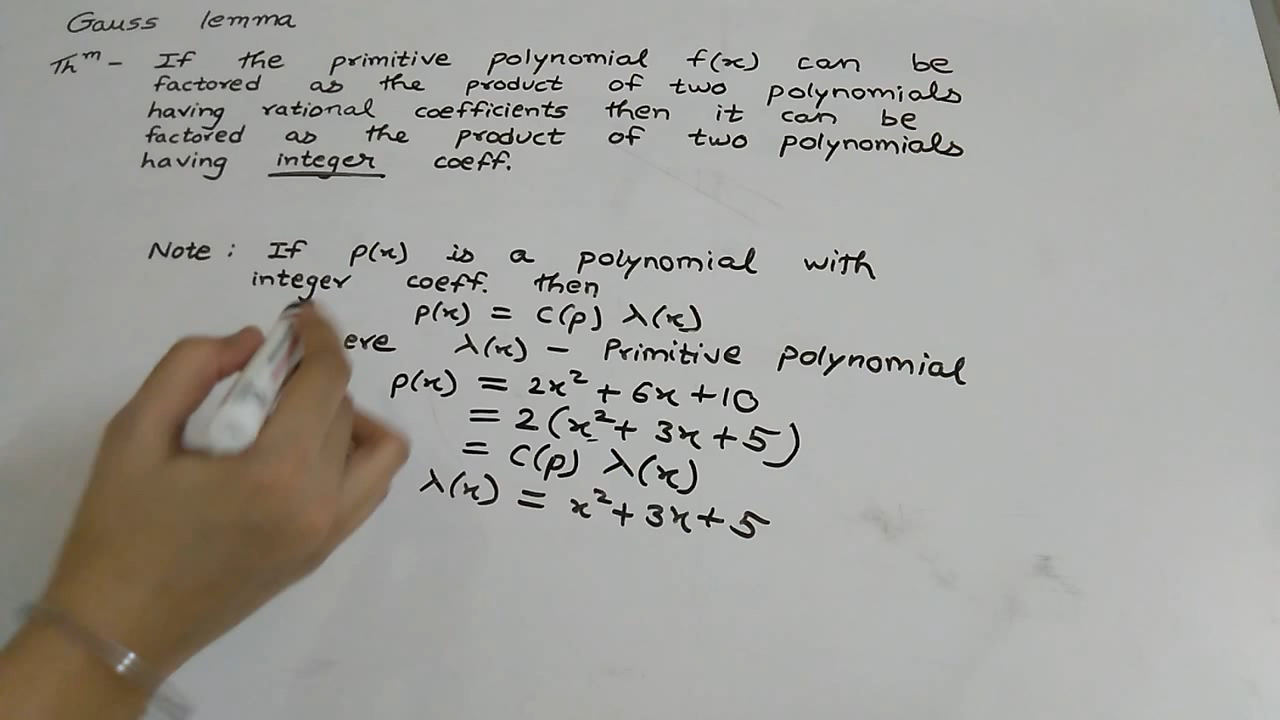 Gauss lemma
Thᵐ - If the primitive polynomial f(x) can be
factored as the product of two polynomials
having rational coefficients then it can be
factored as the product of two polynomials
having integer coeff.
Note : If p(x) is a polynomial with
integer coeff. then
p(x) = C(p) λ(x)
ere λ(x) - Primitive polynomial
p(x) = 2x² + 6x + 10
= 2(x² + 3x + 5)
= C(p) λ(x)
λ(x) = x² + 3x + 5